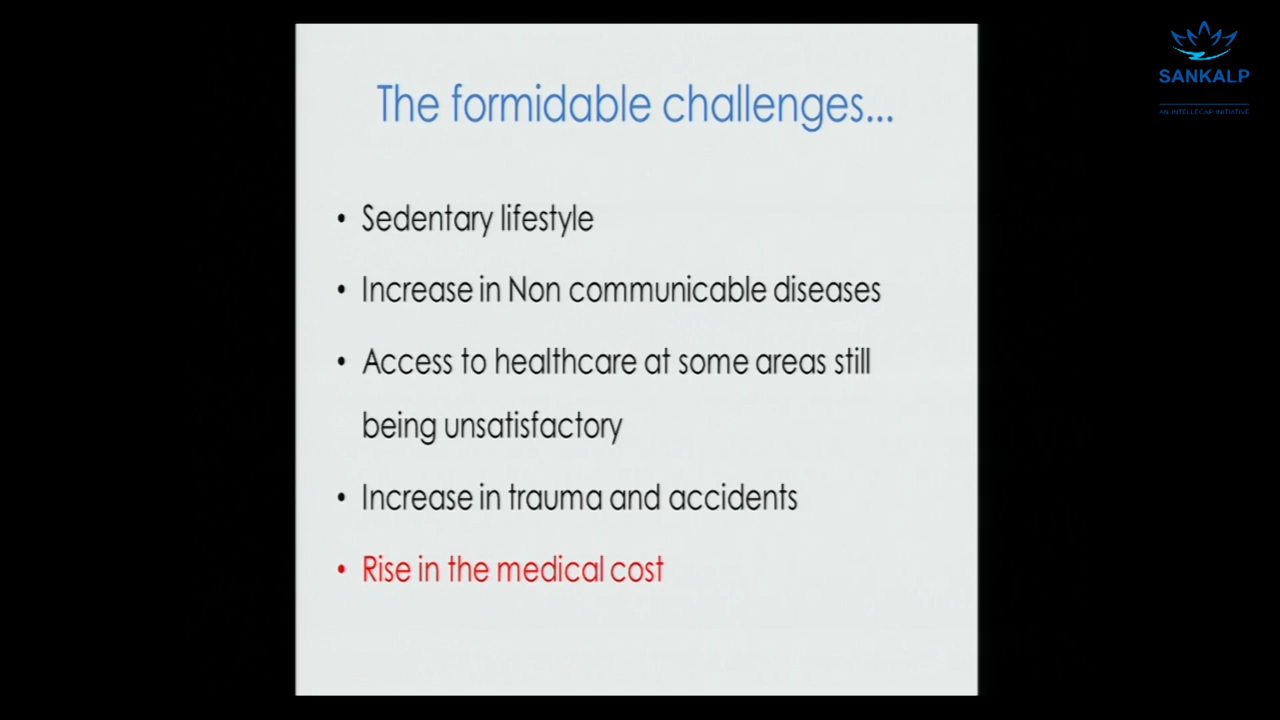 The formidable challenges...
• Sedentary lifestyle
• Increase in Non communicable diseases
• Access to healthcare at some areas still
being unsatisfactory
• Increase in trauma and accidents
• Rise in the medical cost
SANKALP
AN INTELLECAP INITIATIVE